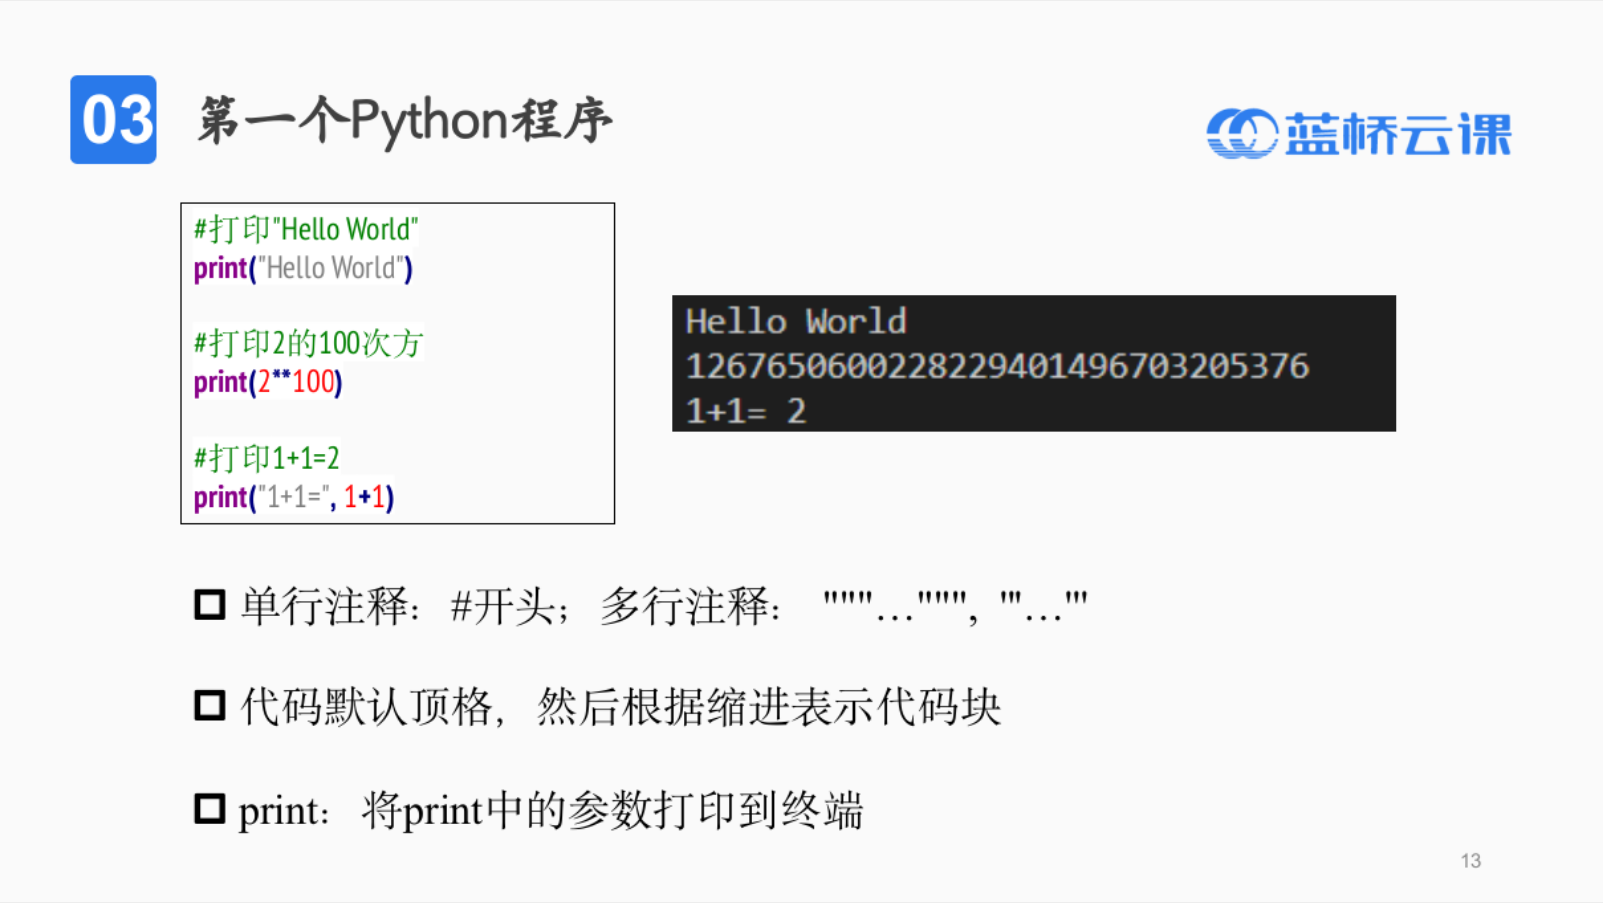 03 第一个Python程序
蓝桥云课
#打印"Hello World"
print("Hello World")
#打印2的100次方
print(2**100)
#打印1+1=2
print("1+1=", 1+1)
Hello World
1267650600228229401496703205376
1+1= 2
单行注释：#开头；多行注释： """…""", '''…'''
代码默认顶格，然后根据缩进表示代码块
print：将print中的参数打印到终端
13